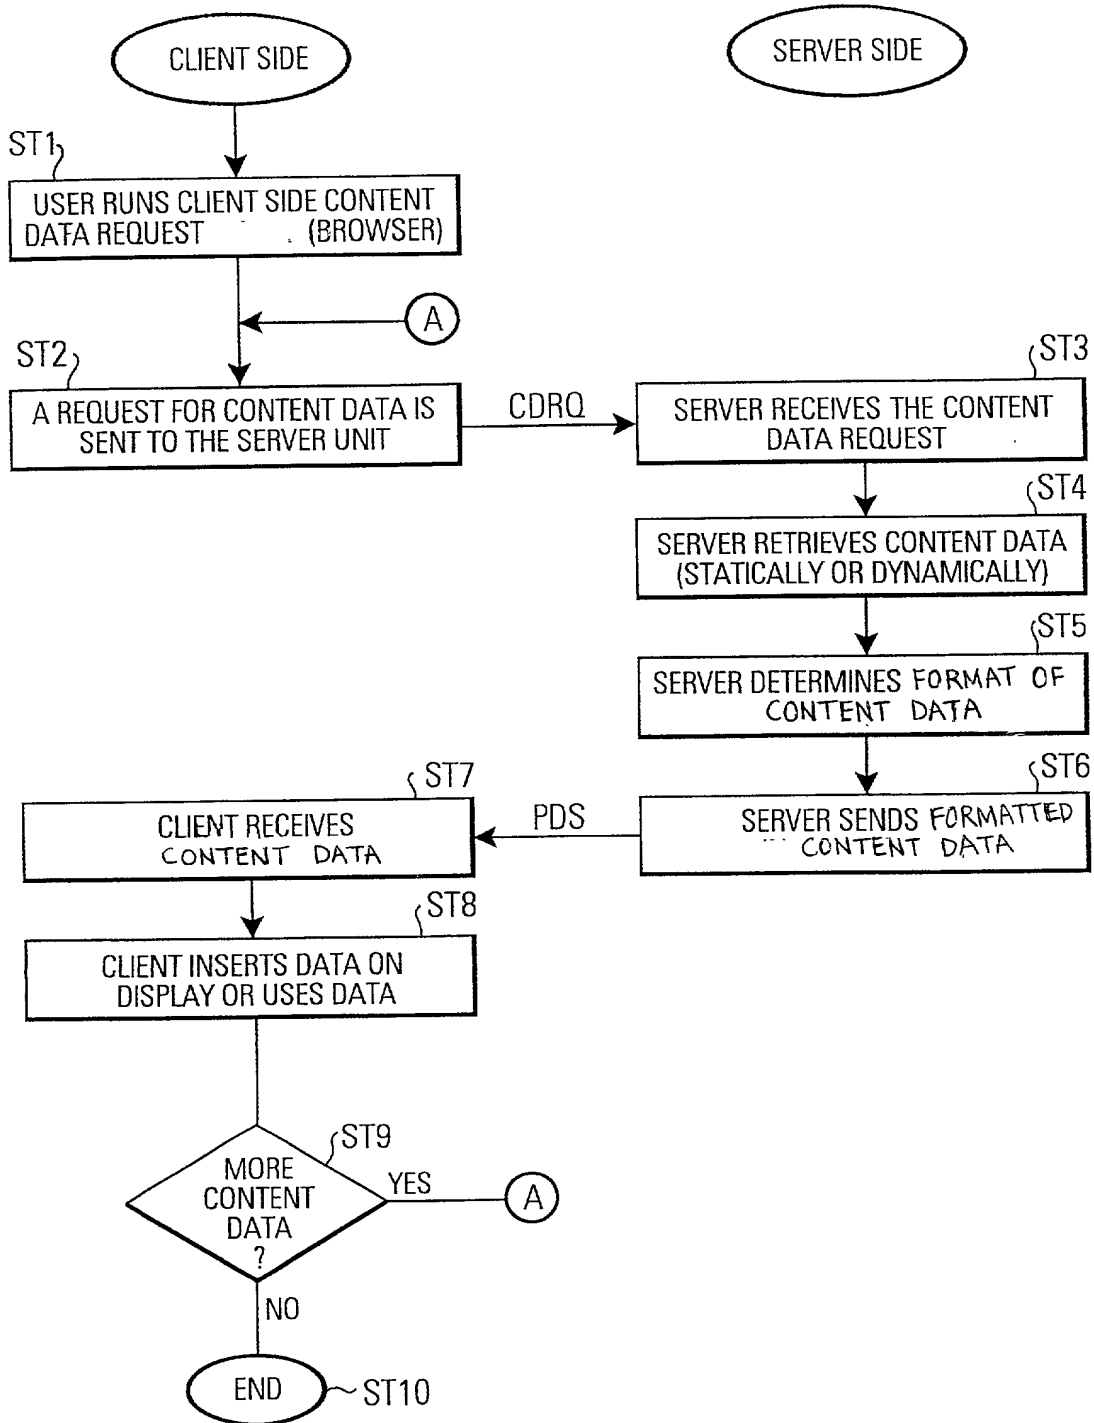 CLIENT SIDE
SERVER SIDE
ST1
USER RUNS CLIENT SIDE CONTENT
DATA REQUEST (BROWSER)
A
ST2
A REQUEST FOR CONTENT DATA IS
SENT TO THE SERVER UNIT
CDRQ
ST3
SERVER RECEIVES THE CONTENT
DATA REQUEST
ST4
SERVER RETRIEVES CONTENT DATA
(STATICALLY OR DYNAMICALLY)
ST5
SERVER DETERMINES FORMAT OF
CONTENT DATA
ST6
SERVER SENDS FORMATTED
CONTENT DATA
PDS
ST7
CLIENT RECEIVES
CONTENT DATA
ST8
CLIENT INSERTS DATA ON
DISPLAY OR USES DATA
ST9
MORE
CONTENT
DATA
?
YES
A
NO
END
ST10